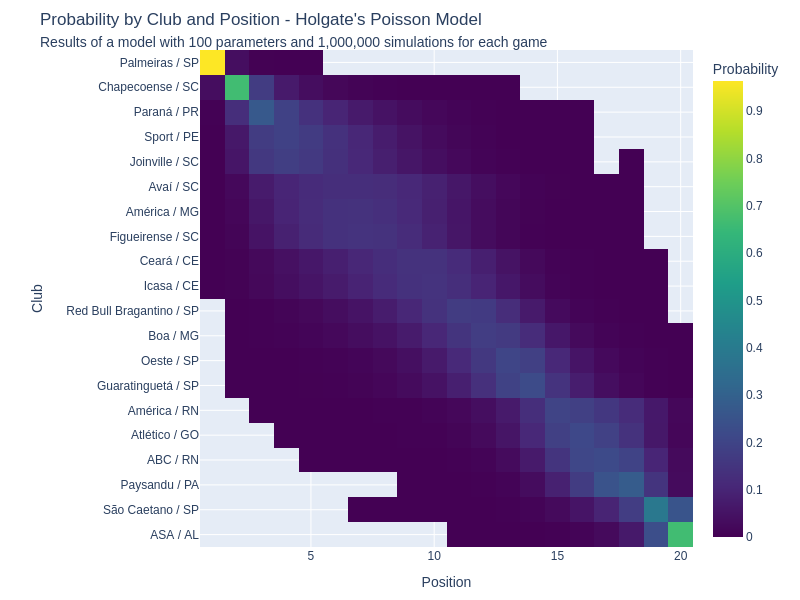 Probability by Club and Position - Holgate's Poisson Model
Results of a model with 100 parameters and 1,000,000 simulations for each game
Probability
Palmeiras / SP
Chapecoense / SC
Paraná / PR
Sport / PE
Joinville / SC
Avaí / SC
América / MG
Figueirense / SC
Ceará / CE
Icasa / CE
Red Bull Bragantino / SP
Boa / MG
Oeste / SP
Guaratinguetá / SP
América / RN
Atlético / GO
ABC / RN
Paysandu / PA
São Caetano / SP
ASA / AL
Club
5
10
15
20
Position
0.9
0.8
0.7
0.6
0.5
0.4
0.3
0.2
0.1
0